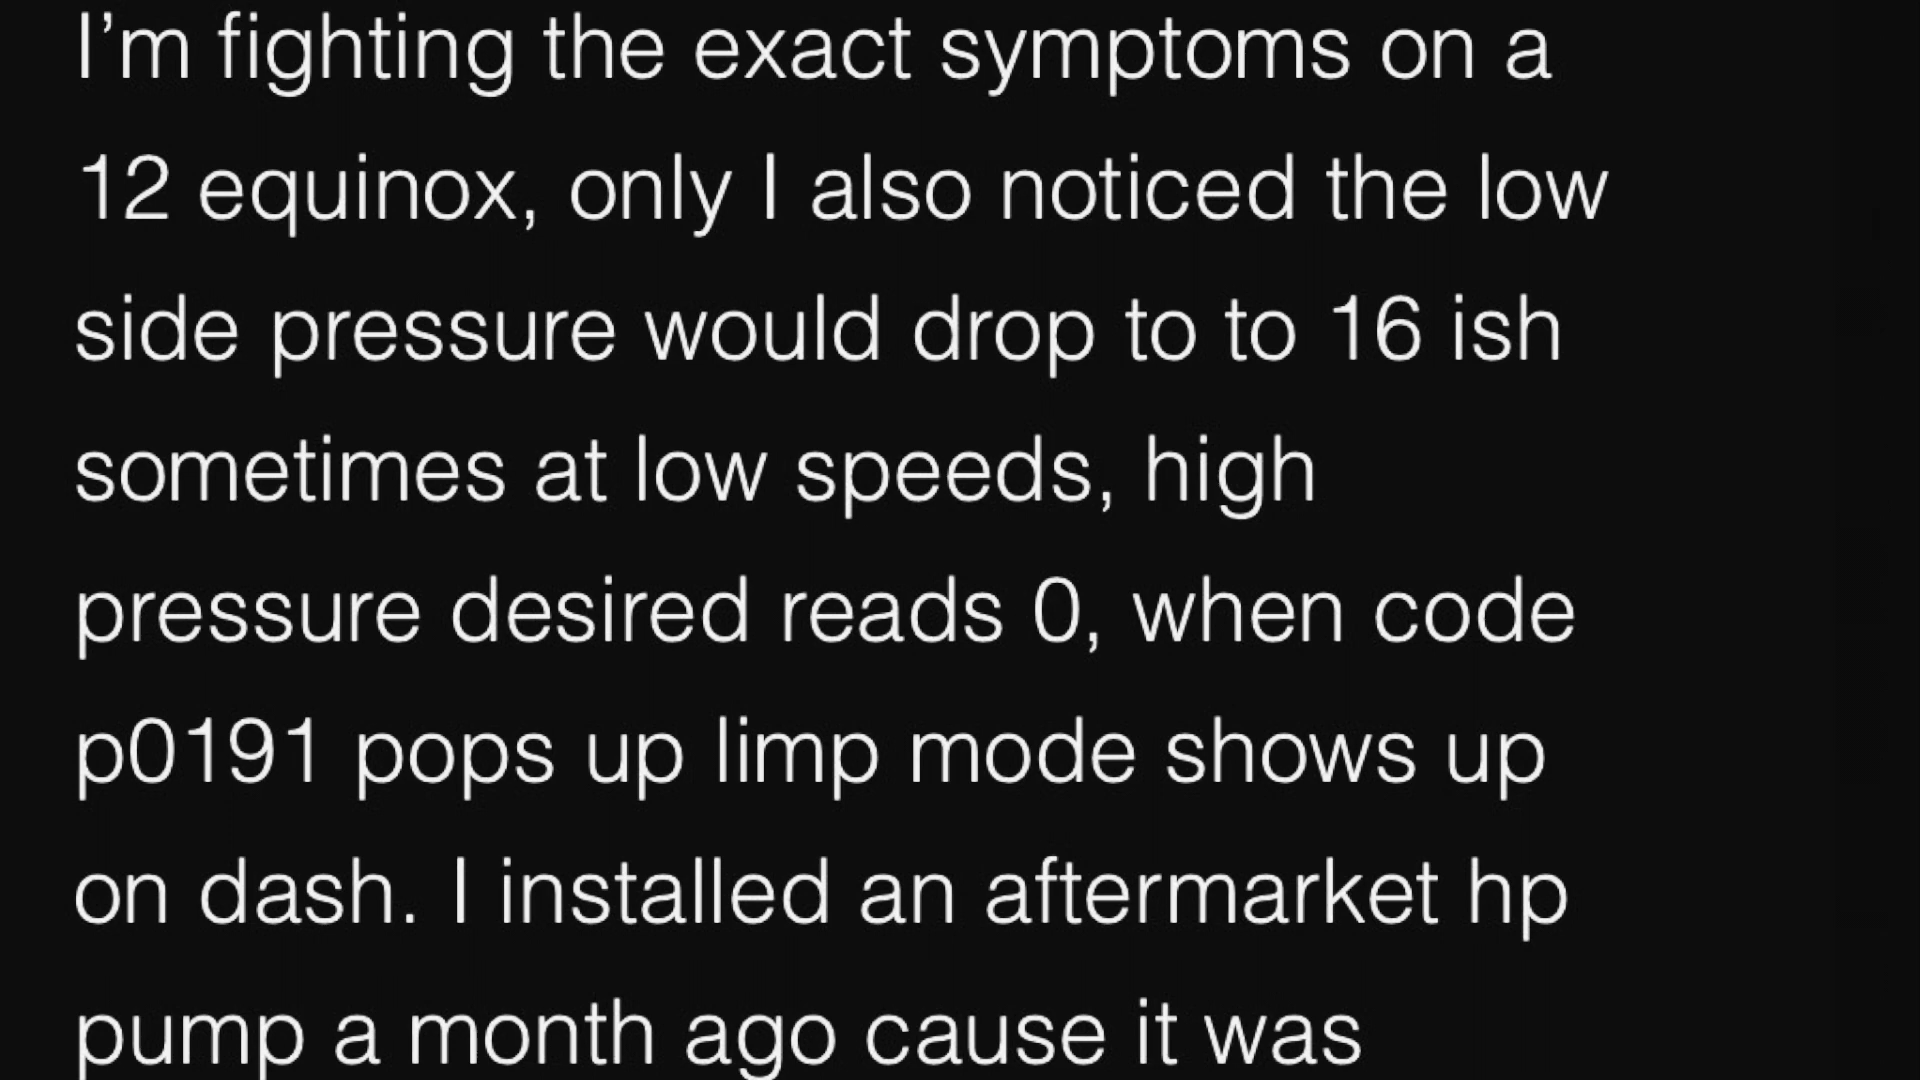 I’m fighting the exact symptoms on a
12 equinox, only I also noticed the low
side pressure would drop to to 16 ish
sometimes at low speeds, high
pressure desired reads 0, when code
p0191 pops up limp mode shows up
on dash. I installed an aftermarket hp
pump a month ago cause it was